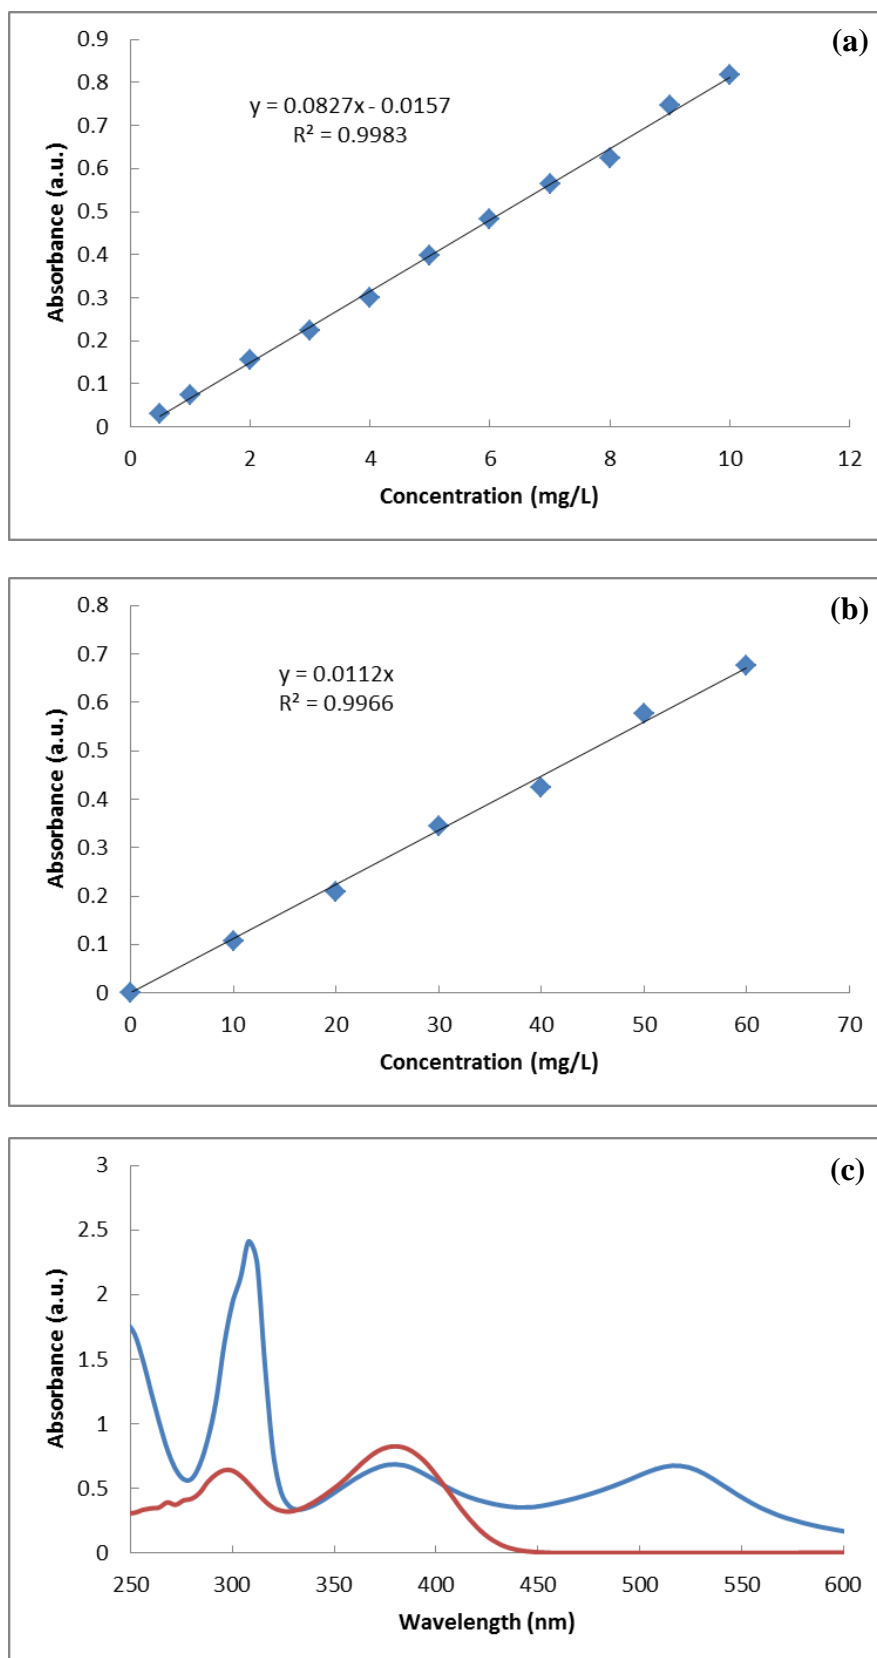 (a)
0.9
0.8
0.7
0.6
0.5
0.4
0.3
0.2
0.1
0
y = 0.0827x - 0.0157
R² = 0.9983
Absorbance (a.u.)
0 2 4 6 8 10 12
Concentration (mg/L)
(b)
0.8
0.7
0.6
0.5
0.4
0.3
0.2
0.1
0
y = 0.0112x
R² = 0.9966
Absorbance (a.u.)
0 10 20 30 40 50 60 70
Concentration (mg/L)
(c)
3
2.5
2
1.5
1
0.5
0
Absorbance (a.u.)
250 300 350 400 450 500 550 600
Wavelength (nm)